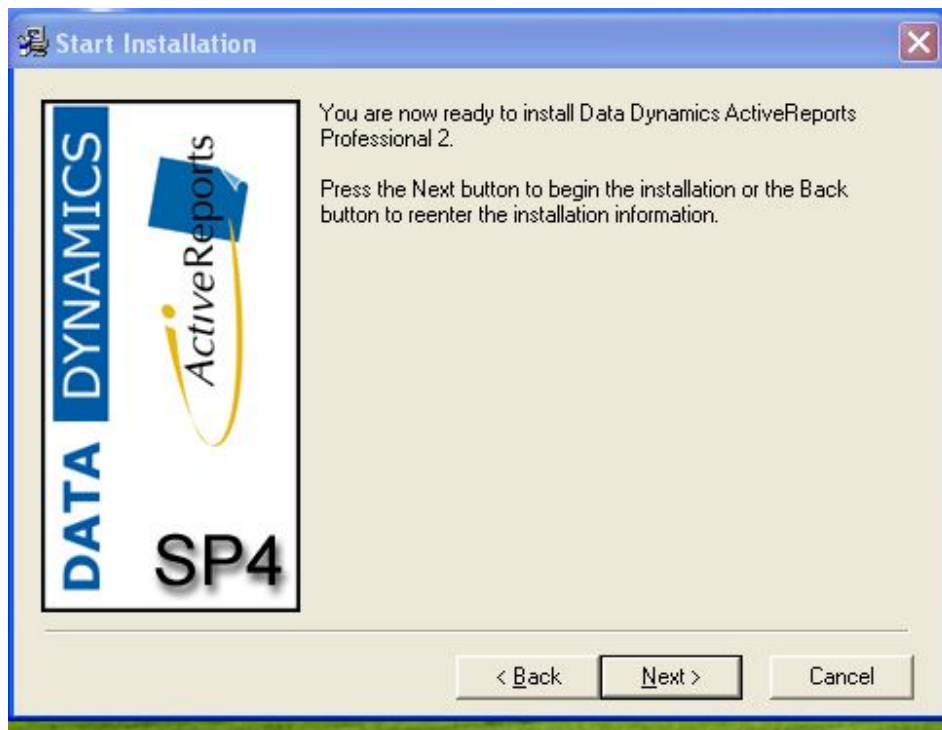 Start Installation
DATA DYNAMICS
ActiveReports
SP4
You are now ready to install Data Dynamics ActiveReports
Professional 2.
Press the Next button to begin the installation or the Back
button to reenter the installation information.
< Back
Next >
Cancel